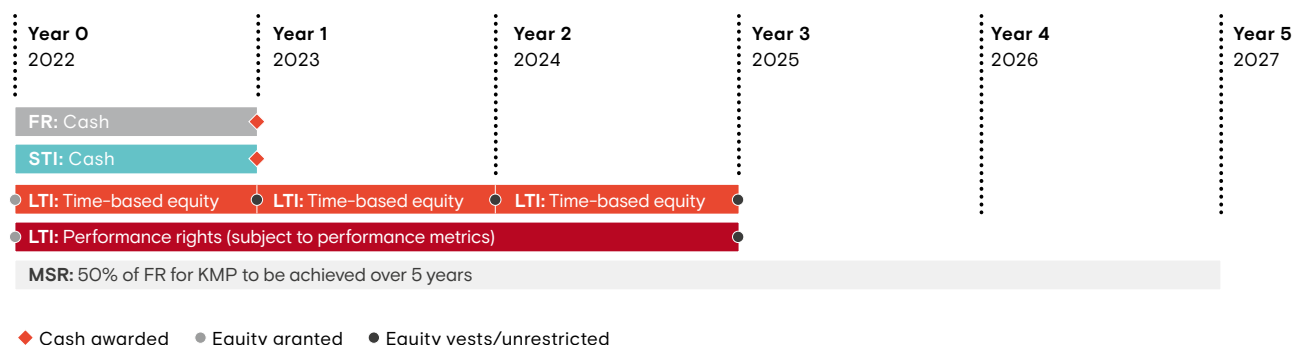 Year 0 Year 1 Year 2 Year 3 Year 4 Year 5
2022 2023 2024 2025 2026 2027
FR: Cash
STI: Cash
LTI: Time-based equity LTI: Time-based equity LTI: Time-based equity
LTI: Performance rights (subject to performance metrics)
MSR: 50% of FR for KMP to be achieved over 5 years
Cash awarded Equity granted Equity vests/unrestricted